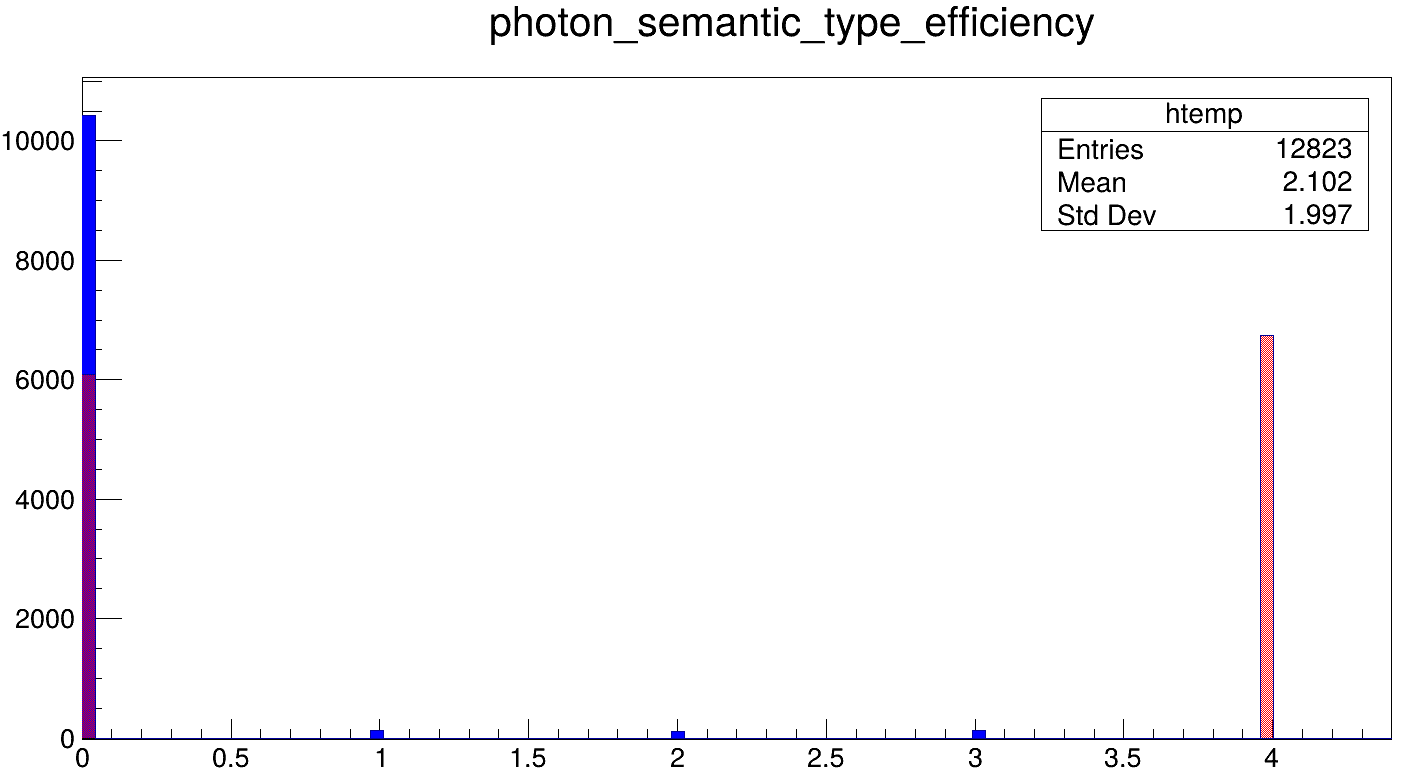 photon_semantic_type_efficiency
htemp
Entries 12823
Mean 2.102
Std Dev 1.997
10000
8000
6000
4000
2000
0
0 0.5 1 1.5 2 2.5 3 3.5 4